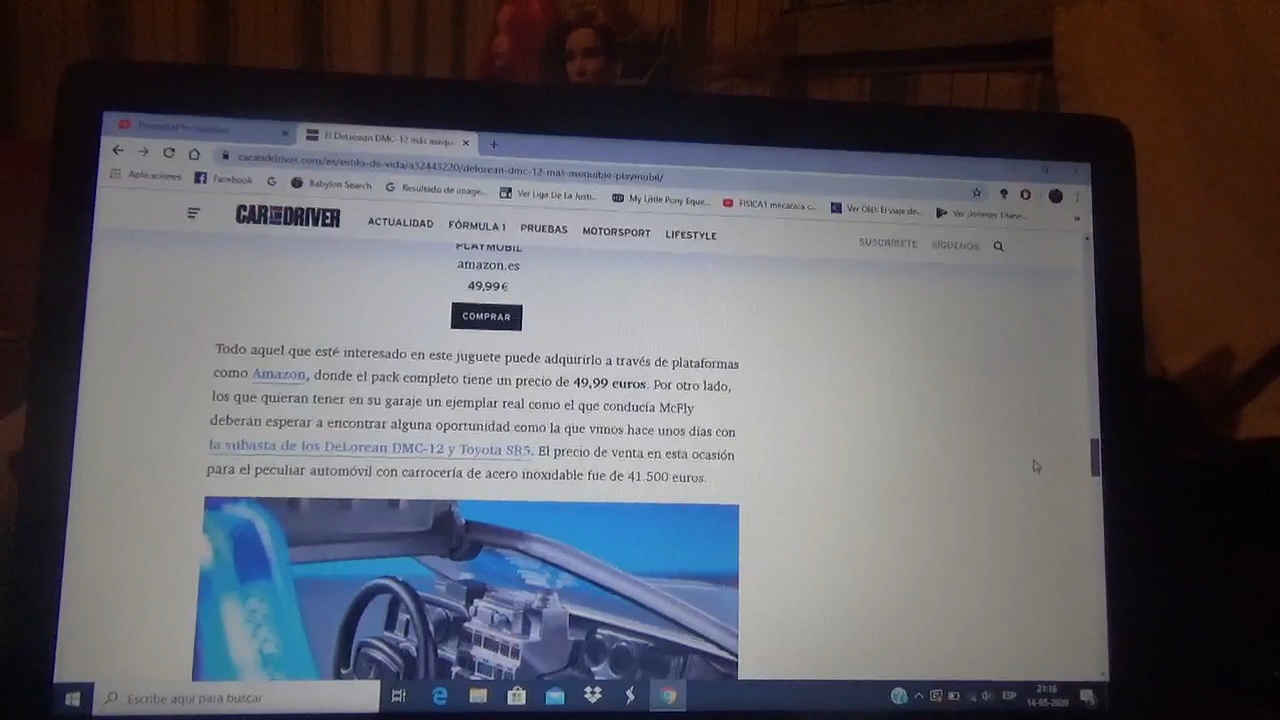 El DeLorean DMC-12 más asequi
caranddriver.com/es/estilo-de-vida/a32443220/delorean-dmc-12-mas-asequible-playmobil/
Aplicaciones Facebook Babylon Search Resultado de image... Ver Liga De La Justi... My Little Pony Eque... FISICA1 mecanica c... Ver Olé!: El viaje de... Ver Jóvenes Titane...
CAR AND DRIVER ACTUALIDAD FÓRMULA 1 PRUEBAS MOTORSPORT LIFESTYLE SUSCRÍBETE SÍGUENOS
PLAYMOBIL
amazon.es
49,99€
COMPRAR
Todo aquel que esté interesado en este juguete puede adquirirlo a través de plataformas
como Amazon, donde el pack completo tiene un precio de 49,99 euros. Por otro lado,
los que quieran tener en su garaje un ejemplar real como el que conducía McFly
deberán esperar a encontrar alguna oportunidad como la que vimos hace unos días con
la subasta de los DeLorean DMC-12 y Toyota SR5. El precio de venta en esta ocasión
para el peculiar automóvil con carrocería de acero inoxidable fue de 41.500 euros.
Escribe aquí para buscar ESP 21:16
14-05-2020